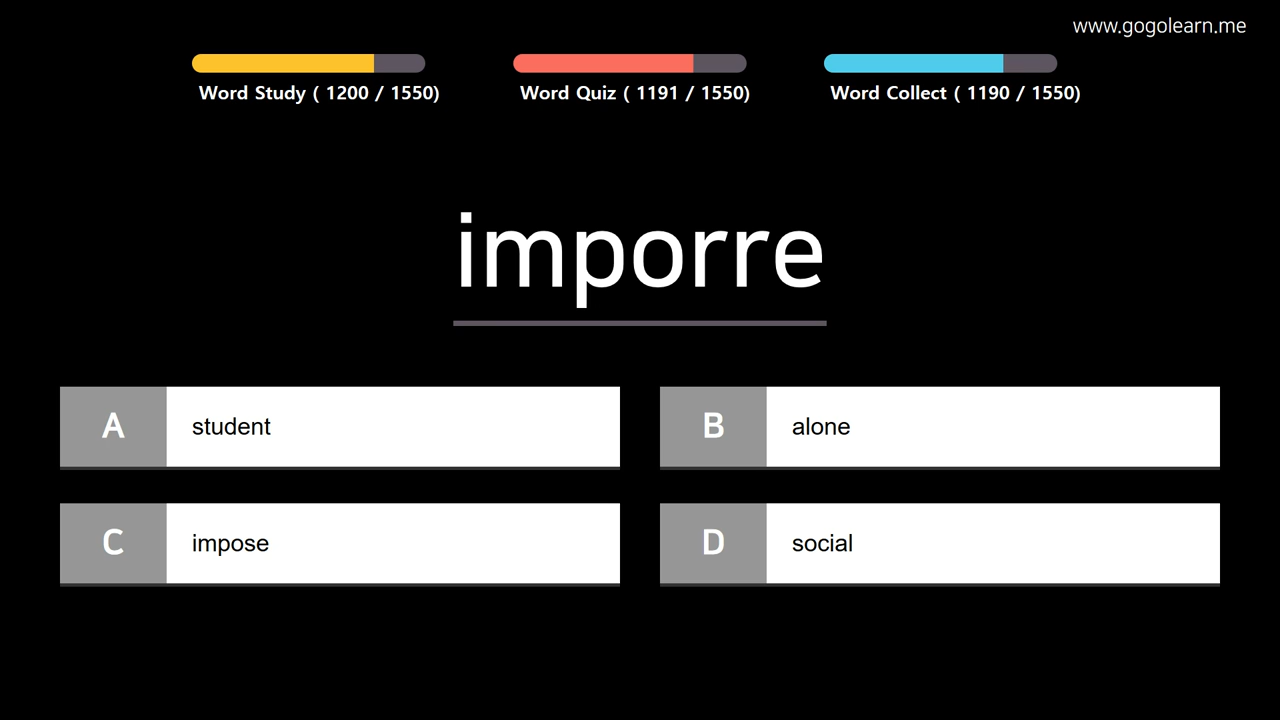 www.gogolearn.me
Word Study ( 1200 / 1550)
Word Quiz ( 1191 / 1550)
Word Collect ( 1190 / 1550)
imporre
A student
B alone
C impose
D social